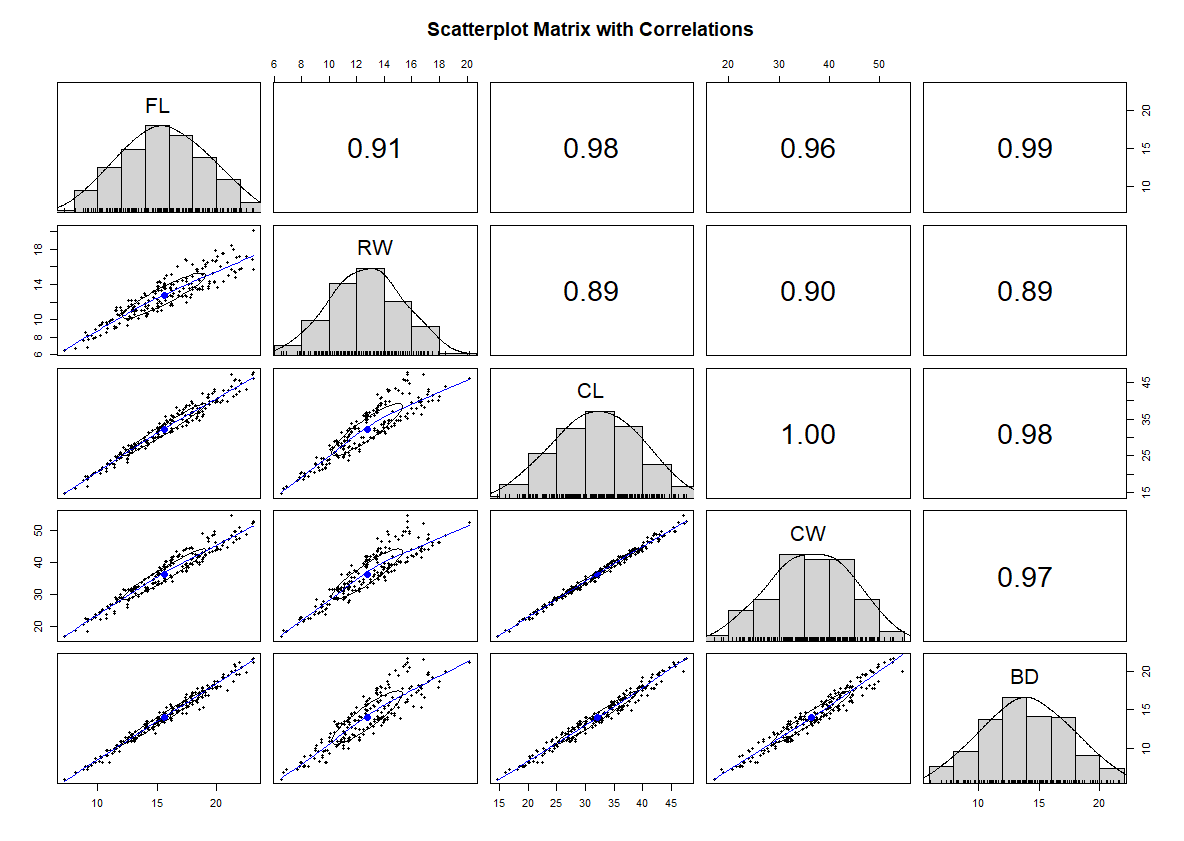 Scatterplot Matrix with Correlations
6 8 10 12 14 16 18 20
20 30 40 50
FL
0.91
0.98
0.96
0.99
10 15 20
6 8 10 14 18
RW
0.89
0.90
0.89
CL
1.00
0.98
15 25 35 45
20 30 40 50
CW
0.97
BD
10 15 20
10 15 20
15 20 25 30 35 40 45
10 15 20